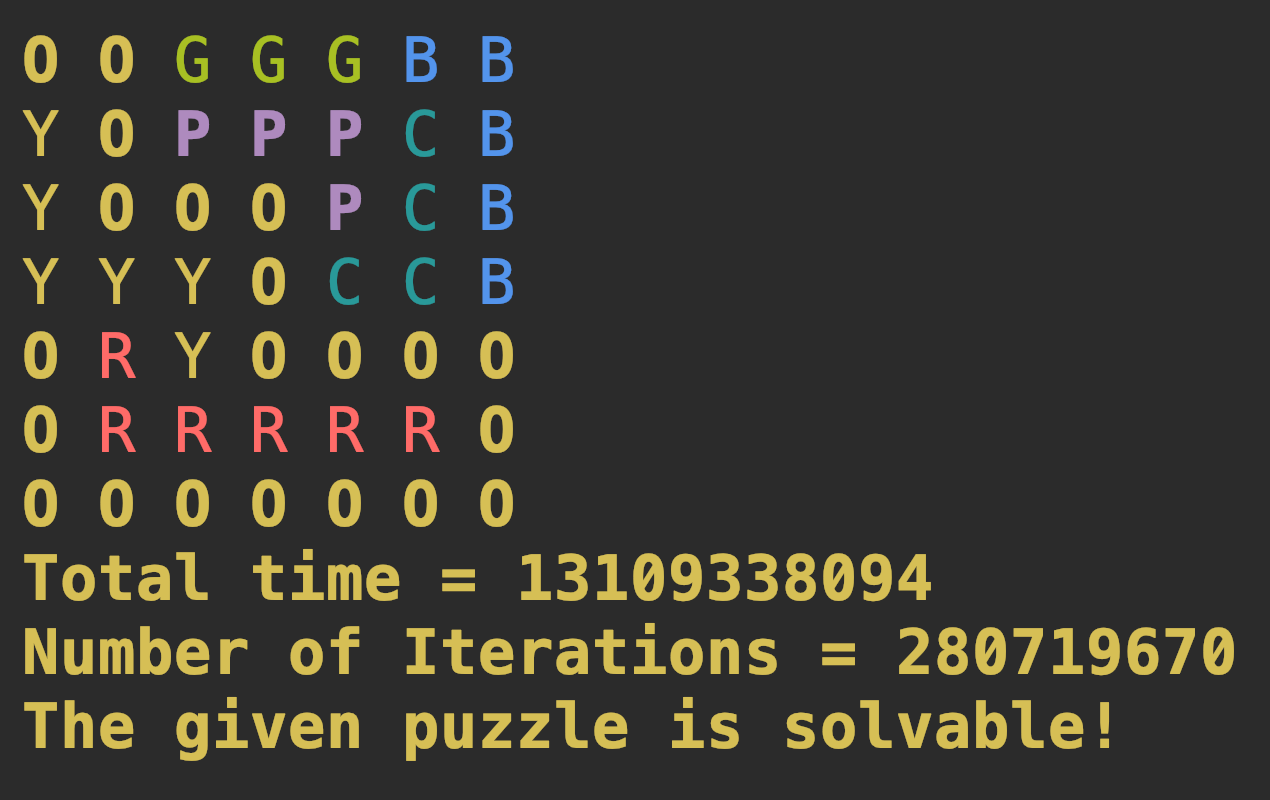 O O G G G B B
Y O P P P C B
Y O O O P C B
Y Y Y O C C B
O R Y O O O O
O R R R R R O
O O O O O O O
Total time = 13109338094
Number of Iterations = 280719670
The given puzzle is solvable!